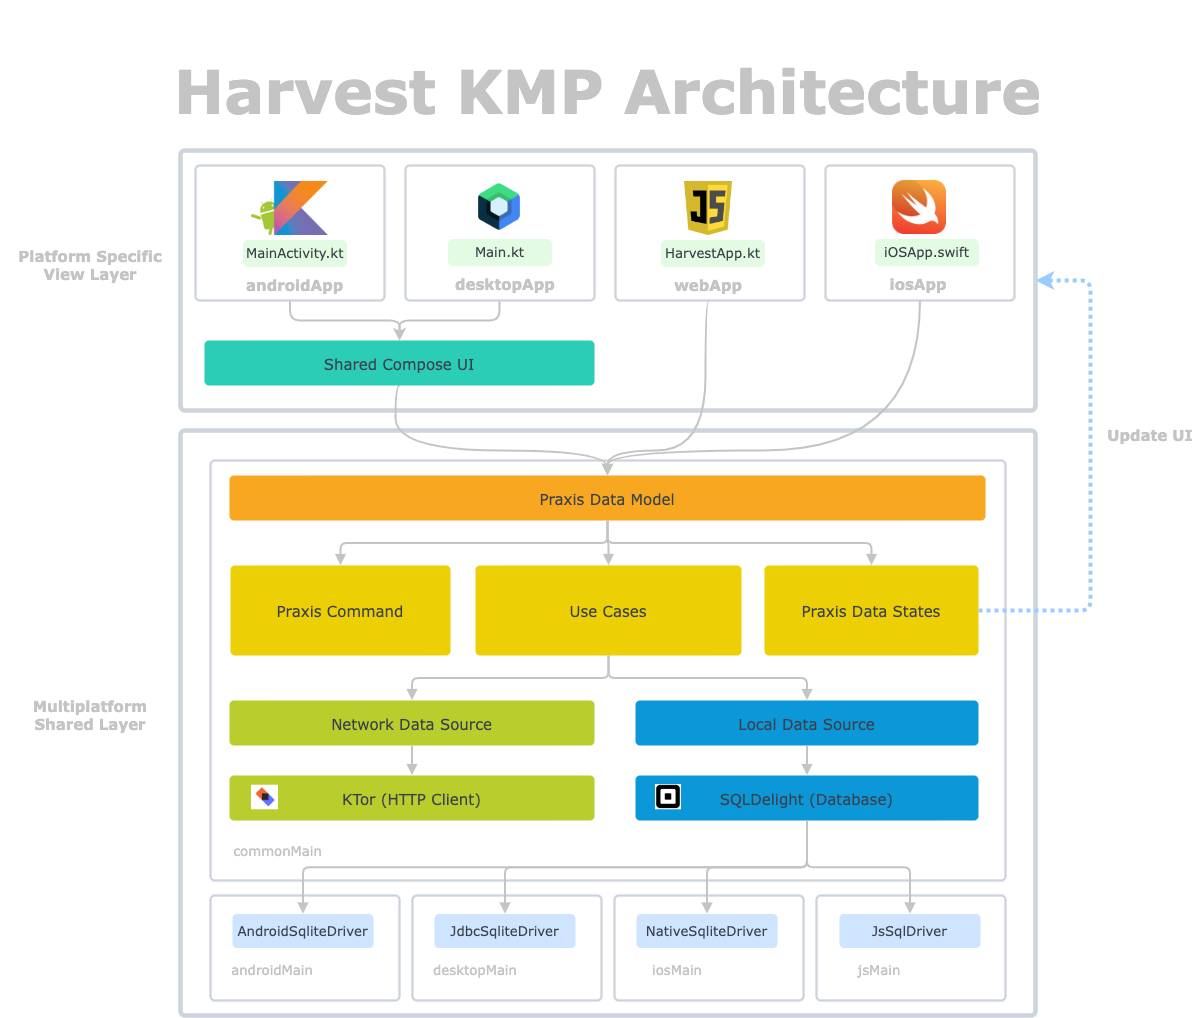 Harvest KMP Architecture
Platform Specific
View Layer
JS
MainActivity.kt
androidApp
Main.kt
desktopApp
HarvestApp.kt
webApp
iOSApp.swift
iosApp
Shared Compose UI
Update UI
Multiplatform
Shared Layer
Praxis Data Model
Praxis Command
Use Cases
Praxis Data States
Network Data Source
Local Data Source
KTor (HTTP Client)
SQLDelight (Database)
commonMain
AndroidSqliteDriver
androidMain
JdbcSqliteDriver
desktopMain
NativeSqliteDriver
iosMain
JsSqlDriver
jsMain